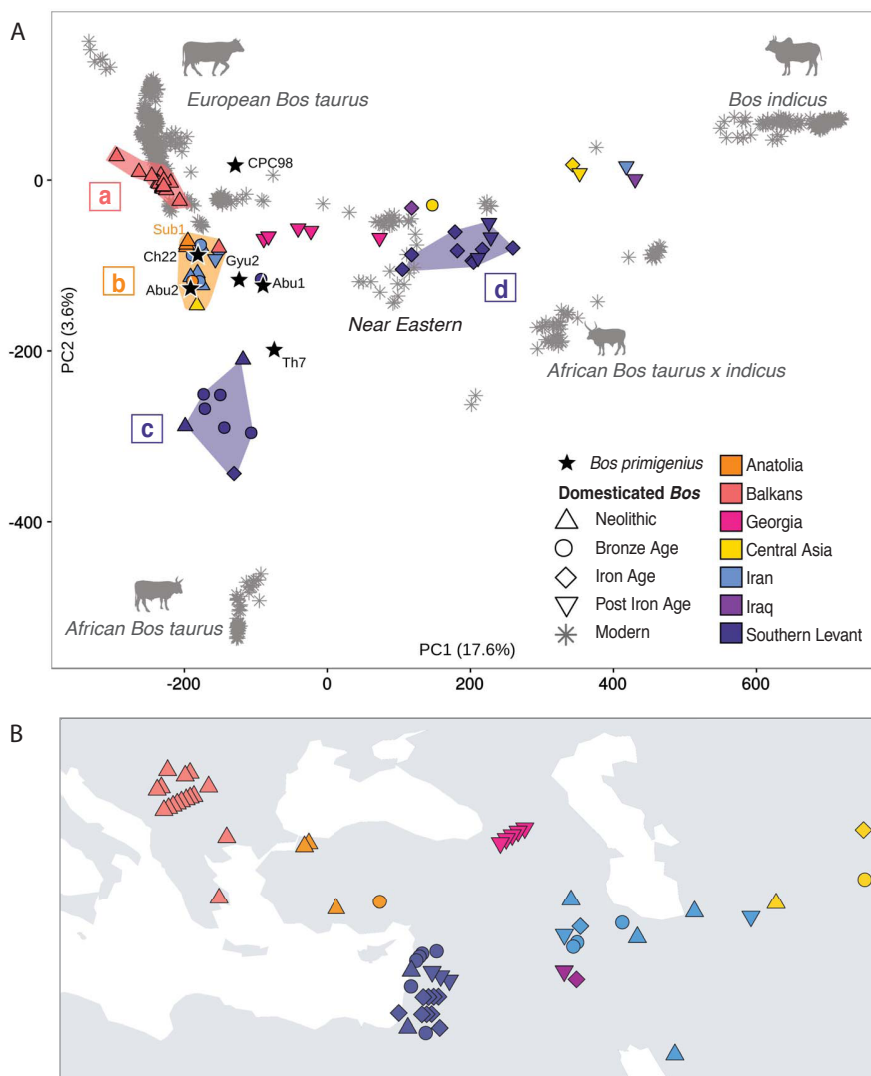 A
European Bos taurus
Bos indicus
CPC98
0
a
Sub1
Ch22
Gyu2
b
Abu2
Abu1
d
Near Eastern
PC2 (3.6%)
-200
Th7
African Bos taurus x indicus
c
Bos primigenius
Anatolia
Domesticated Bos
Balkans
Neolithic
Georgia
-400
Bronze Age
Central Asia
Iron Age
Iran
Post Iron Age
Iraq
African Bos taurus
Modern
Southern Levant
PC1 (17.6%)
-200
0
200
400
600
B